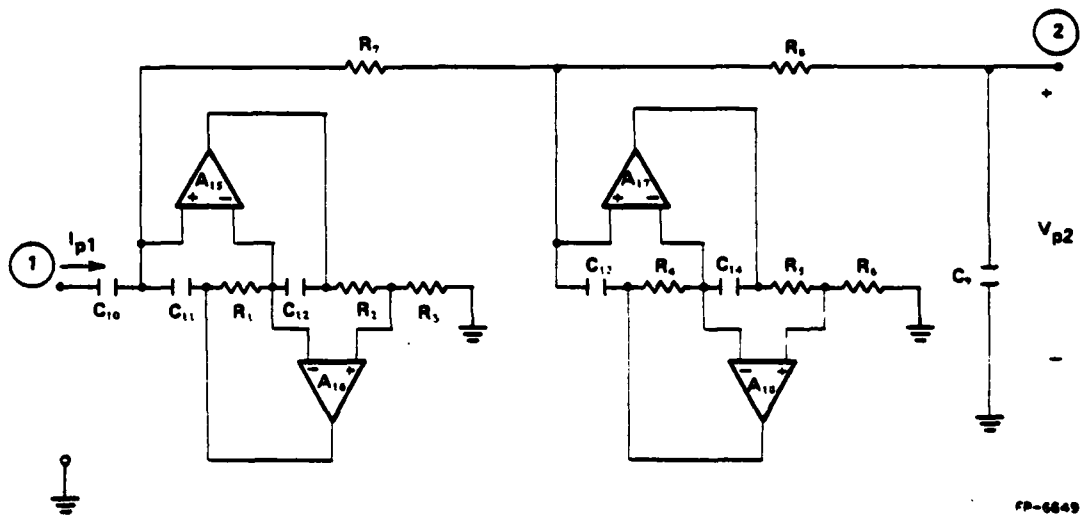 2
R7
R8
+
A15
+ −
A17
+ −
Vp2
1
Ip1
C10
C11
R1
C12
R2
R3
C13
R4
C14
R5
R6
C9
− +
A16
− +
A18
−
FP-6649